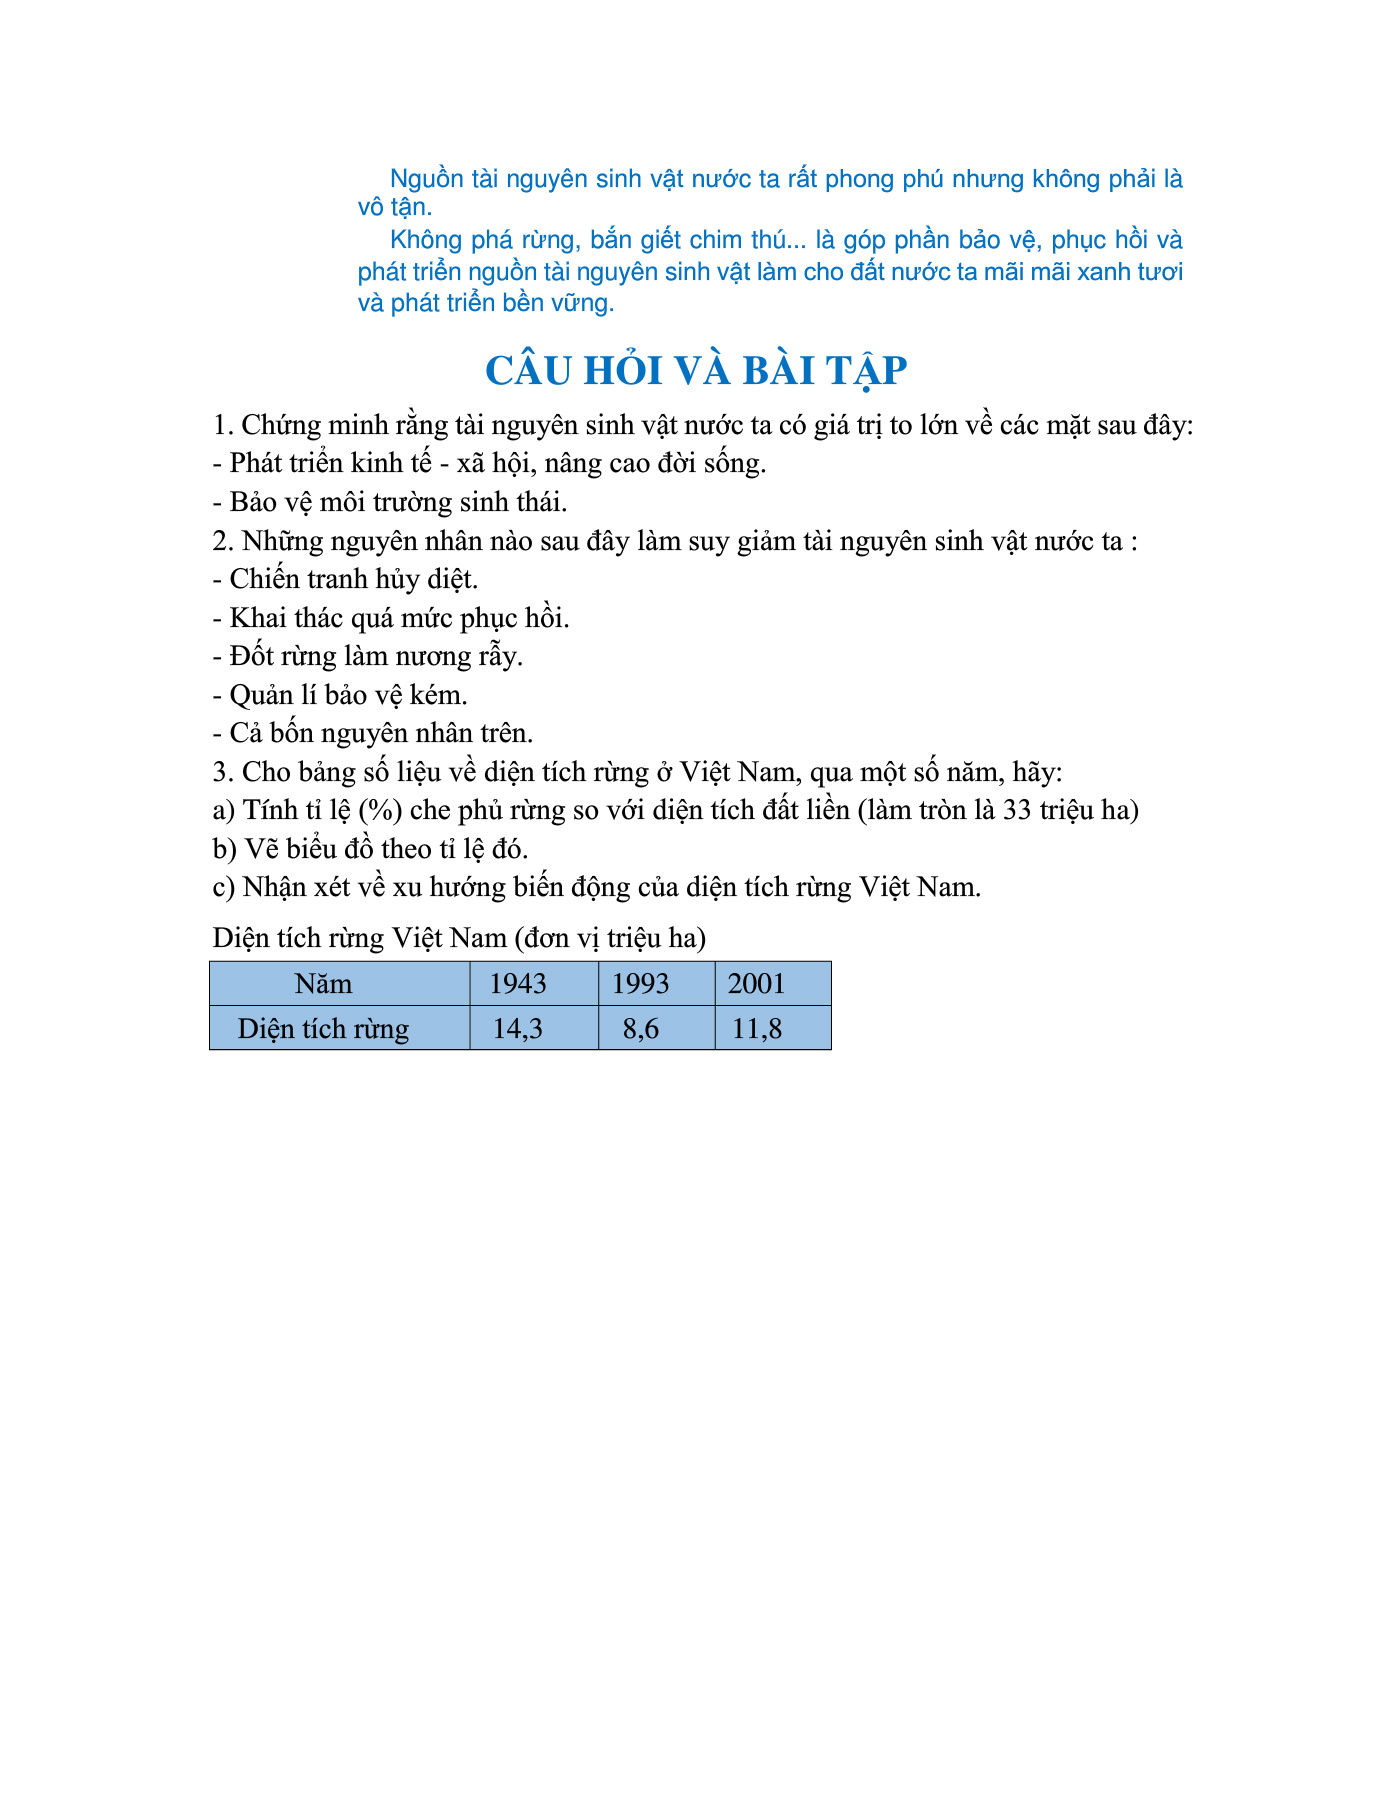 Nguồn tài nguyên sinh vật nước ta rất phong phú nhưng không phải là
vô tận.
Không phá rừng, bắn giết chim thú... là góp phần bảo vệ, phục hồi và
phát triển nguồn tài nguyên sinh vật làm cho đất nước ta mãi mãi xanh tươi
và phát triển bền vững.
CÂU HỎI VÀ BÀI TẬP
1. Chứng minh rằng tài nguyên sinh vật nước ta có giá trị to lớn về các mặt sau đây:
- Phát triển kinh tế - xã hội, nâng cao đời sống.
- Bảo vệ môi trường sinh thái.
2. Những nguyên nhân nào sau đây làm suy giảm tài nguyên sinh vật nước ta :
- Chiến tranh hủy diệt.
- Khai thác quá mức phục hồi.
- Đốt rừng làm nương rẫy.
- Quản lí bảo vệ kém.
- Cả bốn nguyên nhân trên.
3. Cho bảng số liệu về diện tích rừng ở Việt Nam, qua một số năm, hãy:
a) Tính tỉ lệ (%) che phủ rừng so với diện tích đất liền (làm tròn là 33 triệu ha)
b) Vẽ biểu đồ theo tỉ lệ đó.
c) Nhận xét về xu hướng biến động của diện tích rừng Việt Nam.
Diện tích rừng Việt Nam (đơn vị triệu ha)
Năm 1943 1993 2001
Diện tích rừng 14,3 8,6 11,8